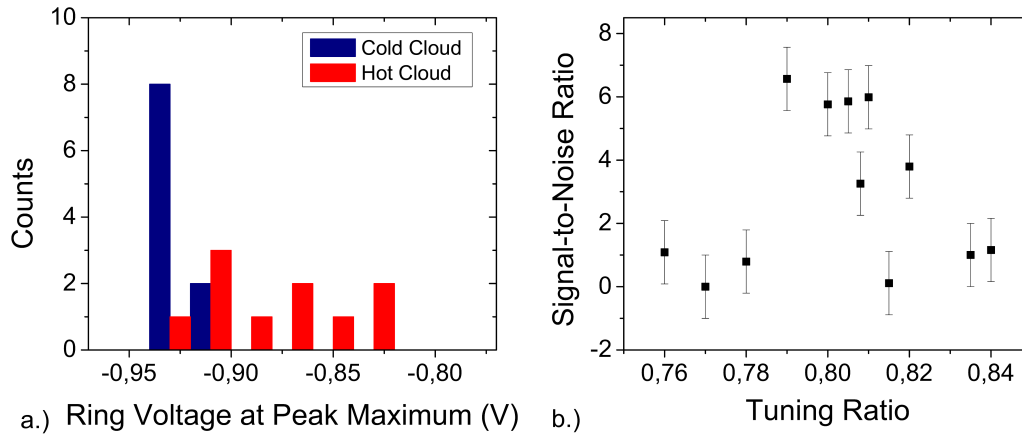 10
8
6
4
2
0
Counts
Cold Cloud
Hot Cloud
-0,95
-0,90
-0,85
-0,80
a.)
Ring Voltage at Peak Maximum (V)
8
6
4
2
0
-2
Signal-to-Noise Ratio
0,76
0,78
0,80
0,82
0,84
b.)
Tuning Ratio